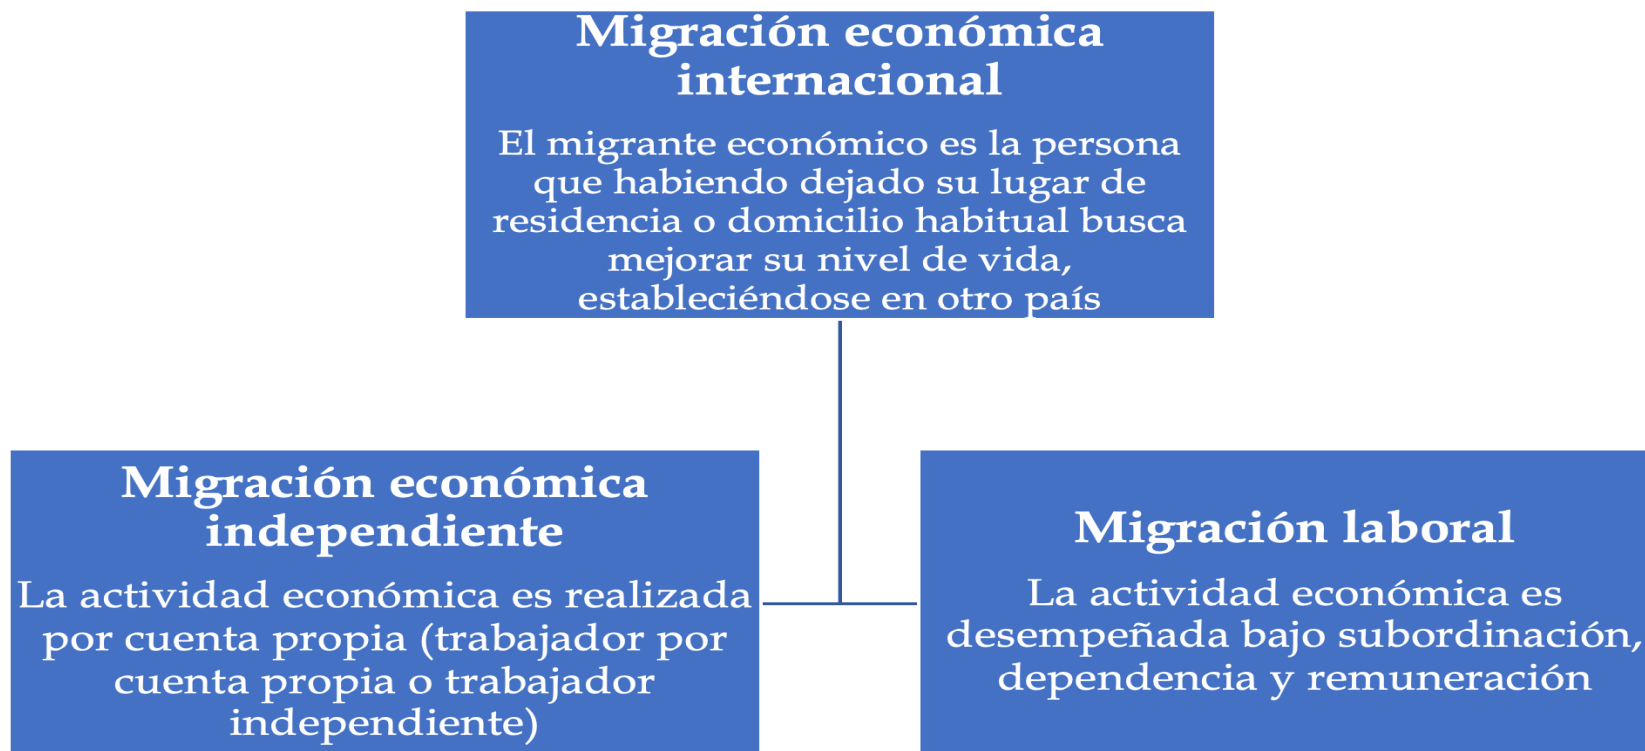 Migración económica
internacional
El migrante económico es la persona
que habiendo dejado su lugar de
residencia o domicilio habitual busca
mejorar su nivel de vida,
estableciéndose en otro país
Migración económica
independiente
La actividad económica es realizada
por cuenta propia (trabajador por
cuenta propia o trabajador
independiente)
Migración laboral
La actividad económica es
desempeñada bajo subordinación,
dependencia y remuneración